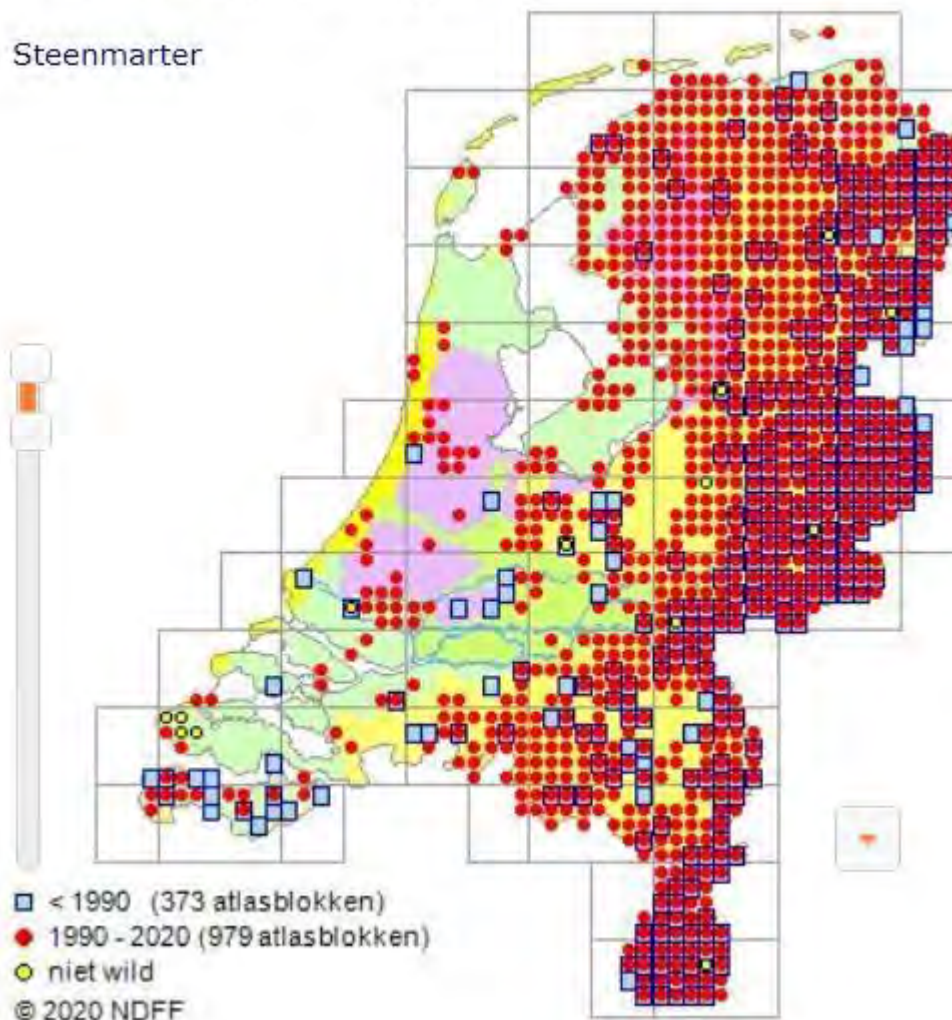 Steenmarter
< 1990 (373 atlasblokken)
1990 - 2020 (979 atlasblokken)
niet wild
© 2020 NDFF